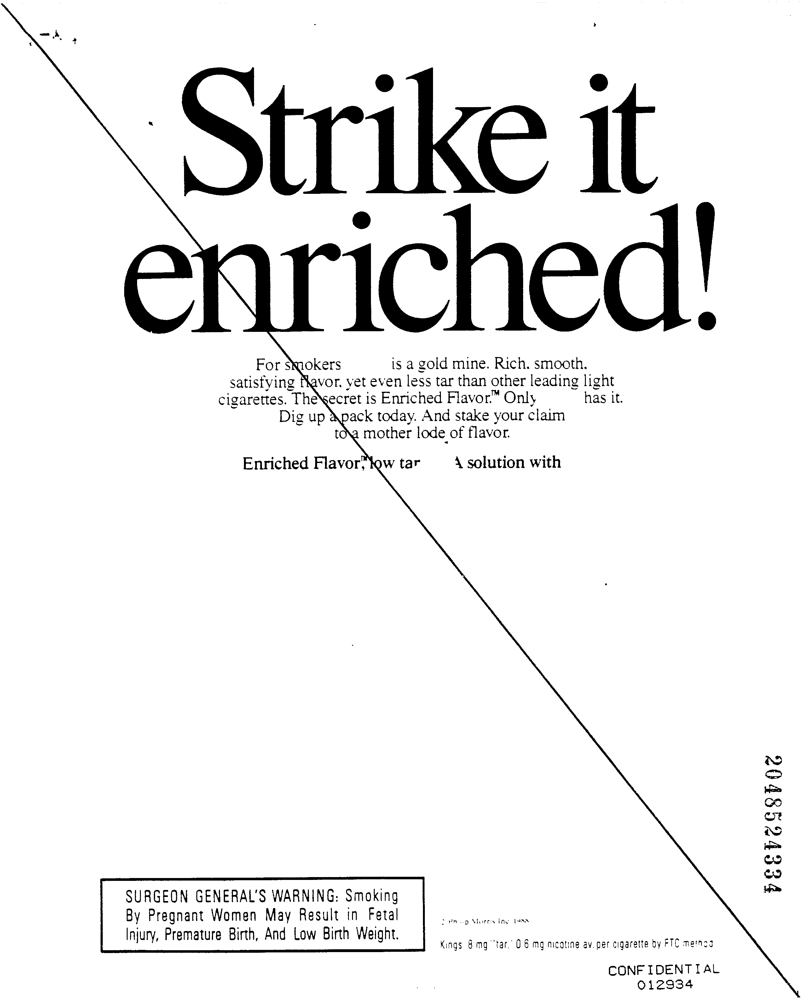 Strike it
enriched!
For smokers is a gold mine. Rich, smooth,
satisfying flavor, yet even less tar than other leading light
cigarettes. The secret is Enriched Flavor.™ Only has it.
Dig up a pack today. And stake your claim
to a mother lode of flavor.
Enriched Flavor,™ low tar A solution with
2048524334
SURGEON GENERAL'S WARNING: Smoking
By Pregnant Women May Result in Fetal
Injury, Premature Birth, And Low Birth Weight.
Philip Morris Inc. 1988
Kings: 8 mg "tar," 0.6 mg nicotine av. per cigarette by FTC method
CONFIDENTIAL
012934